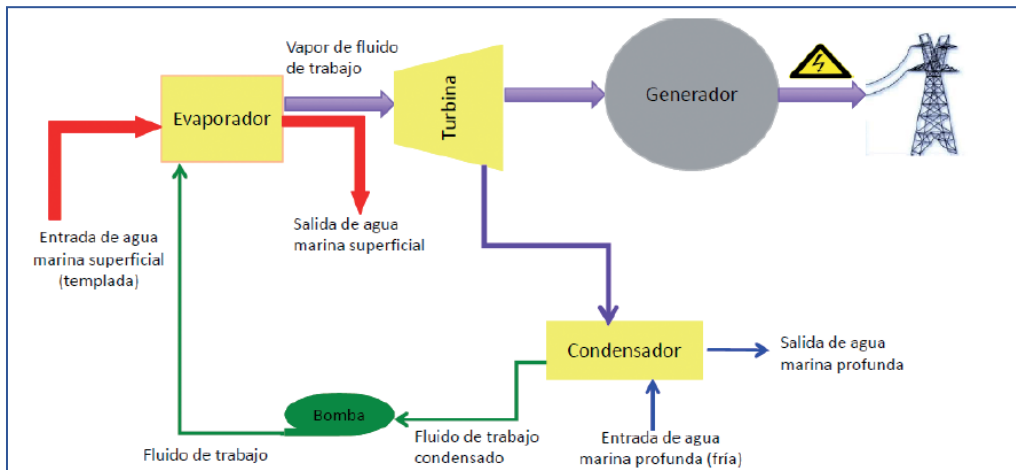 Vapor de fluido
de trabajo
Evaporador
Turbina
Generador
Entrada de agua
marina superficial
(templada)
Salida de agua
marina superficial
Condensador
Salida de agua
marina profunda
Bomba
Fluido de trabajo
Fluido de trabajo
condensado
Entrada de agua
marina profunda (fría)